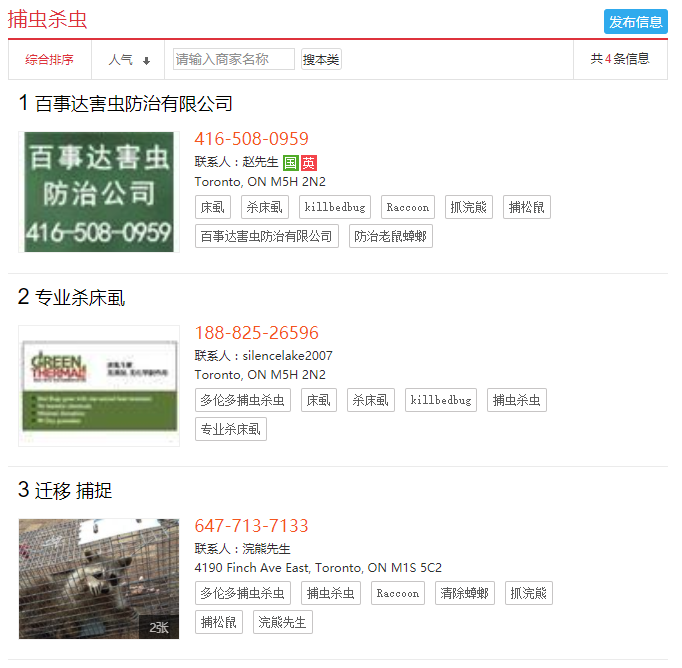 捕虫杀虫 发布信息
综合排序 人气 请输入商家名称 搜本类 共4条信息
1 百事达害虫防治有限公司
百事达害虫
防治公司
416-508-0959
416-508-0959
联系人：赵先生 国 英
Toronto, ON M5H 2N2
床虱 杀床虱 killbedbug Raccoon 抓浣熊 捕松鼠
百事达害虫防治有限公司 防治老鼠蟑螂
2 专业杀床虱
GREEN
THERMAL
188-825-26596
联系人：silencelake2007
Toronto, ON M5H 2N2
多伦多捕虫杀虫 床虱 杀床虱 killbedbug 捕虫杀虫
专业杀床虱
3 迁移 捕捉
2张
647-713-7133
联系人：浣熊先生
4190 Finch Ave East, Toronto, ON M1S 5C2
多伦多捕虫杀虫 捕虫杀虫 Raccoon 清除蟑螂 抓浣熊
捕松鼠 浣熊先生